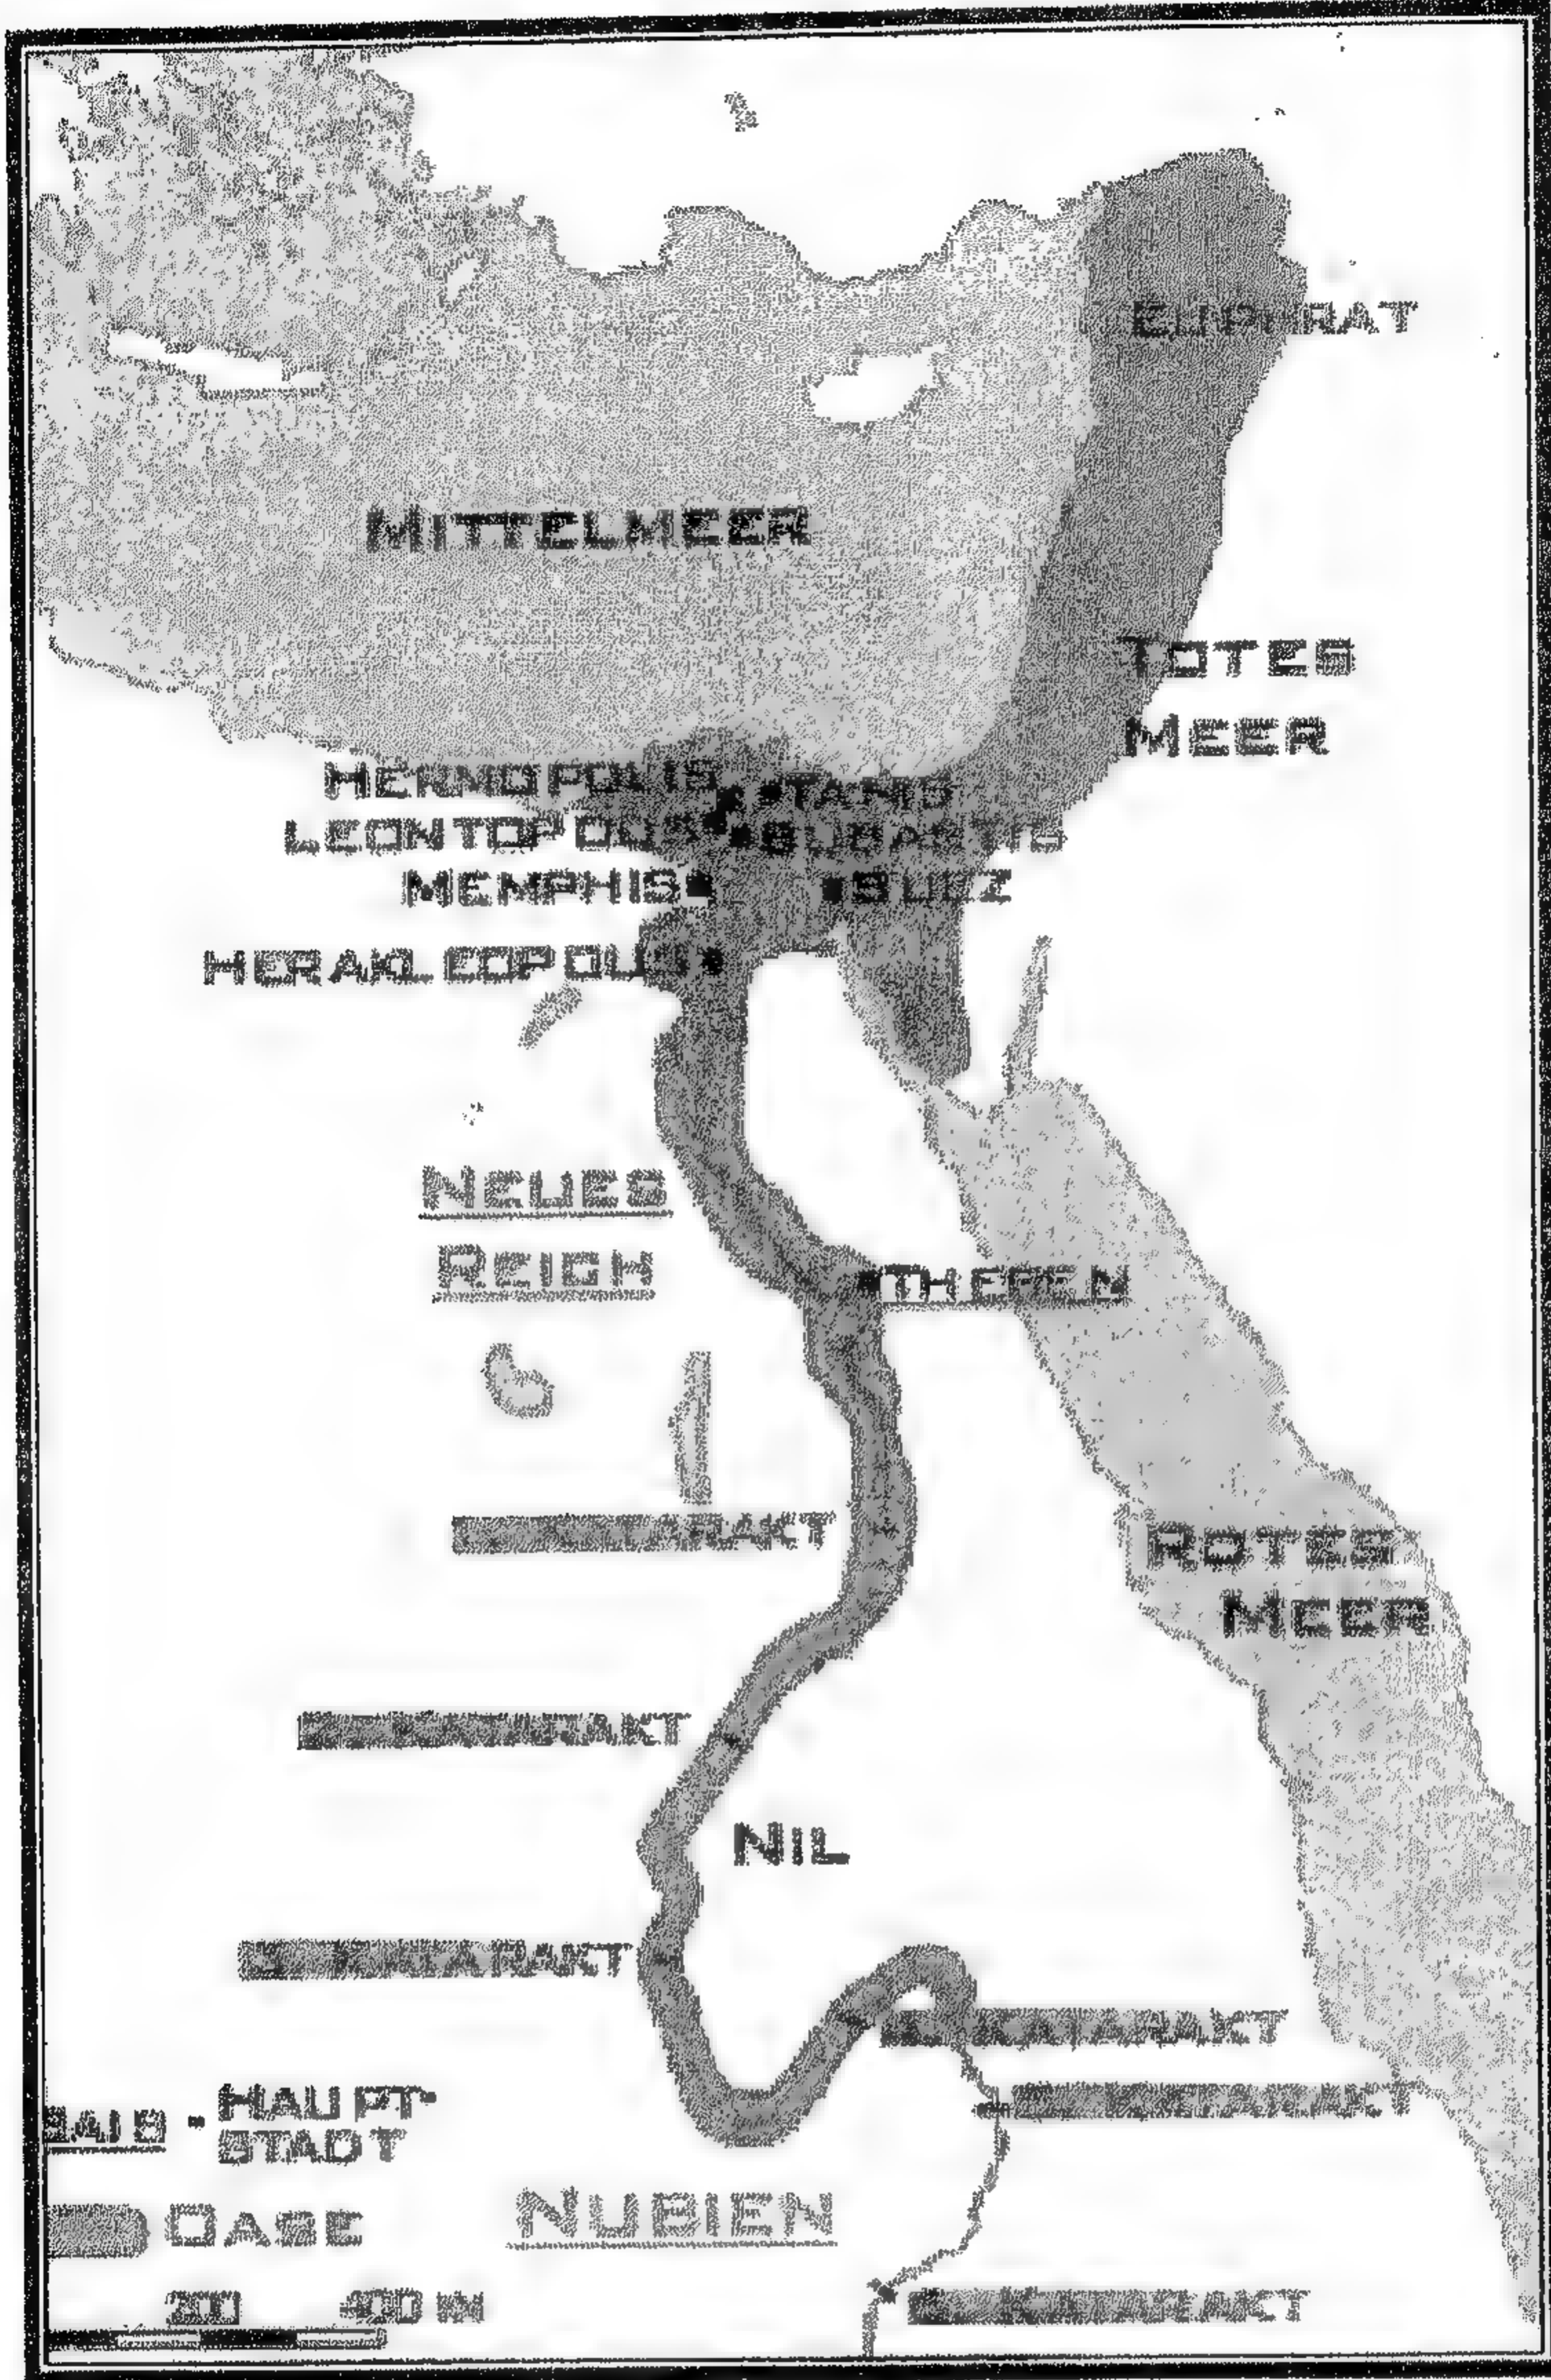 EUPHRAT
MITTELMEER
TOTES
MEER
HERMOPOLIS
TANIS
LEONTOPOLIS
BUBASTIS
MEMPHIS
SUEZ
HERAKLEOPOLIS
NEUES
REICH
THEBEN
KATARAKT
ROTES
MEER
KATARAKT
NIL
KATARAKT
KATARAKT
KATARAKT
HAUPT-
STADT
OASE
NUBIEN
200 400 KM
KATARAKT